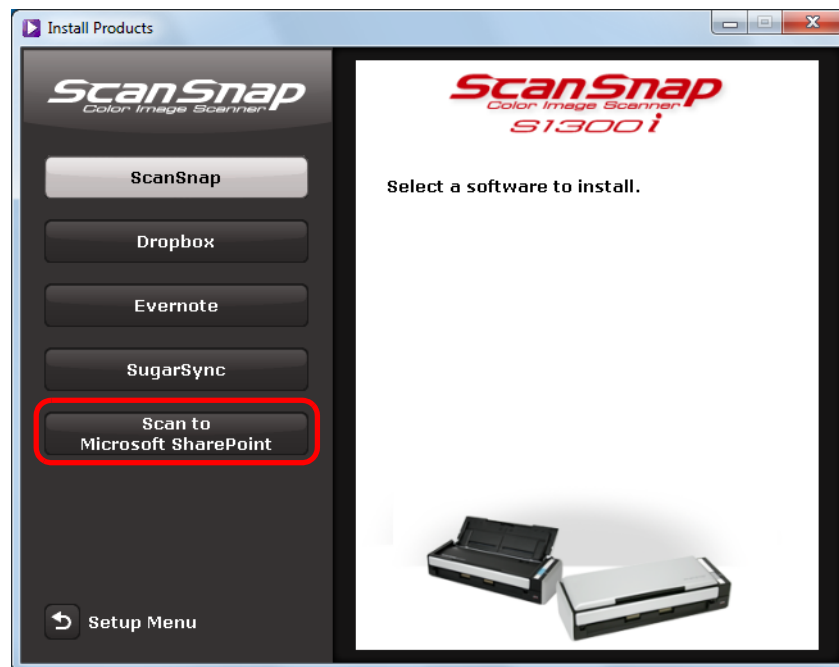 Install Products
ScanSnap
Color Image Scanner
ScanSnap
Dropbox
Evernote
SugarSync
Scan to
Microsoft SharePoint
Setup Menu
ScanSnap
Color Image Scanner
S1300i
Select a software to install.